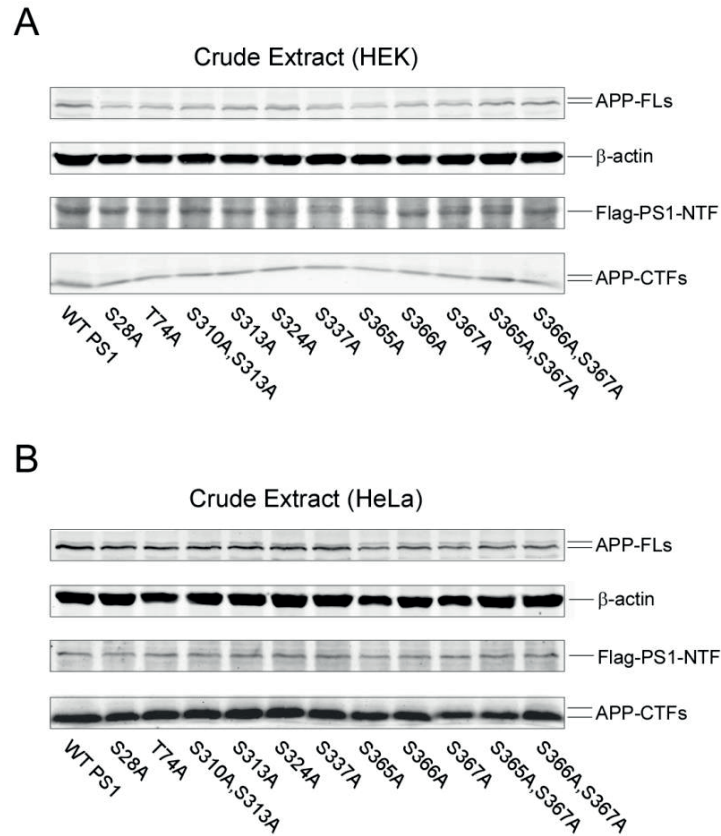 A
Crude Extract (HEK)
APP-FLs
β-actin
Flag-PS1-NTF
APP-CTFs
WT PS1
S28A
T74A
S310A,S313A
S313A
S324A
S337A
S365A
S366A
S367A
S365A,S367A
S366A,S367A
B
Crude Extract (HeLa)
APP-FLs
β-actin
Flag-PS1-NTF
APP-CTFs
WT PS1
S28A
T74A
S310A,S313A
S313A
S324A
S337A
S365A
S366A
S367A
S365A,S367A
S366A,S367A